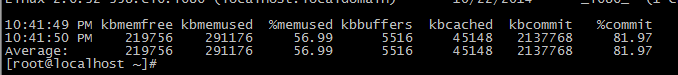 10:41:49 PM kbmemfree kbmemused %memused kbbuffers kbcached kbcommit %commit
10:41:50 PM 219756 291176 56.99 5516 45148 2137768 81.97
Average: 219756 291176 56.99 5516 45148 2137768 81.97
[root@localhost ~]#